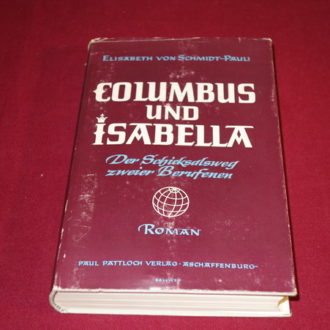 ELISABETH VON SCHMIDT-PAULI
COLUMBUS
UND
ISABELLA
Der Schicksalsweg
zweier Berufenen
ROMAN
PAUL PATTLOCH VERLAG · ASCHAFFENBURG